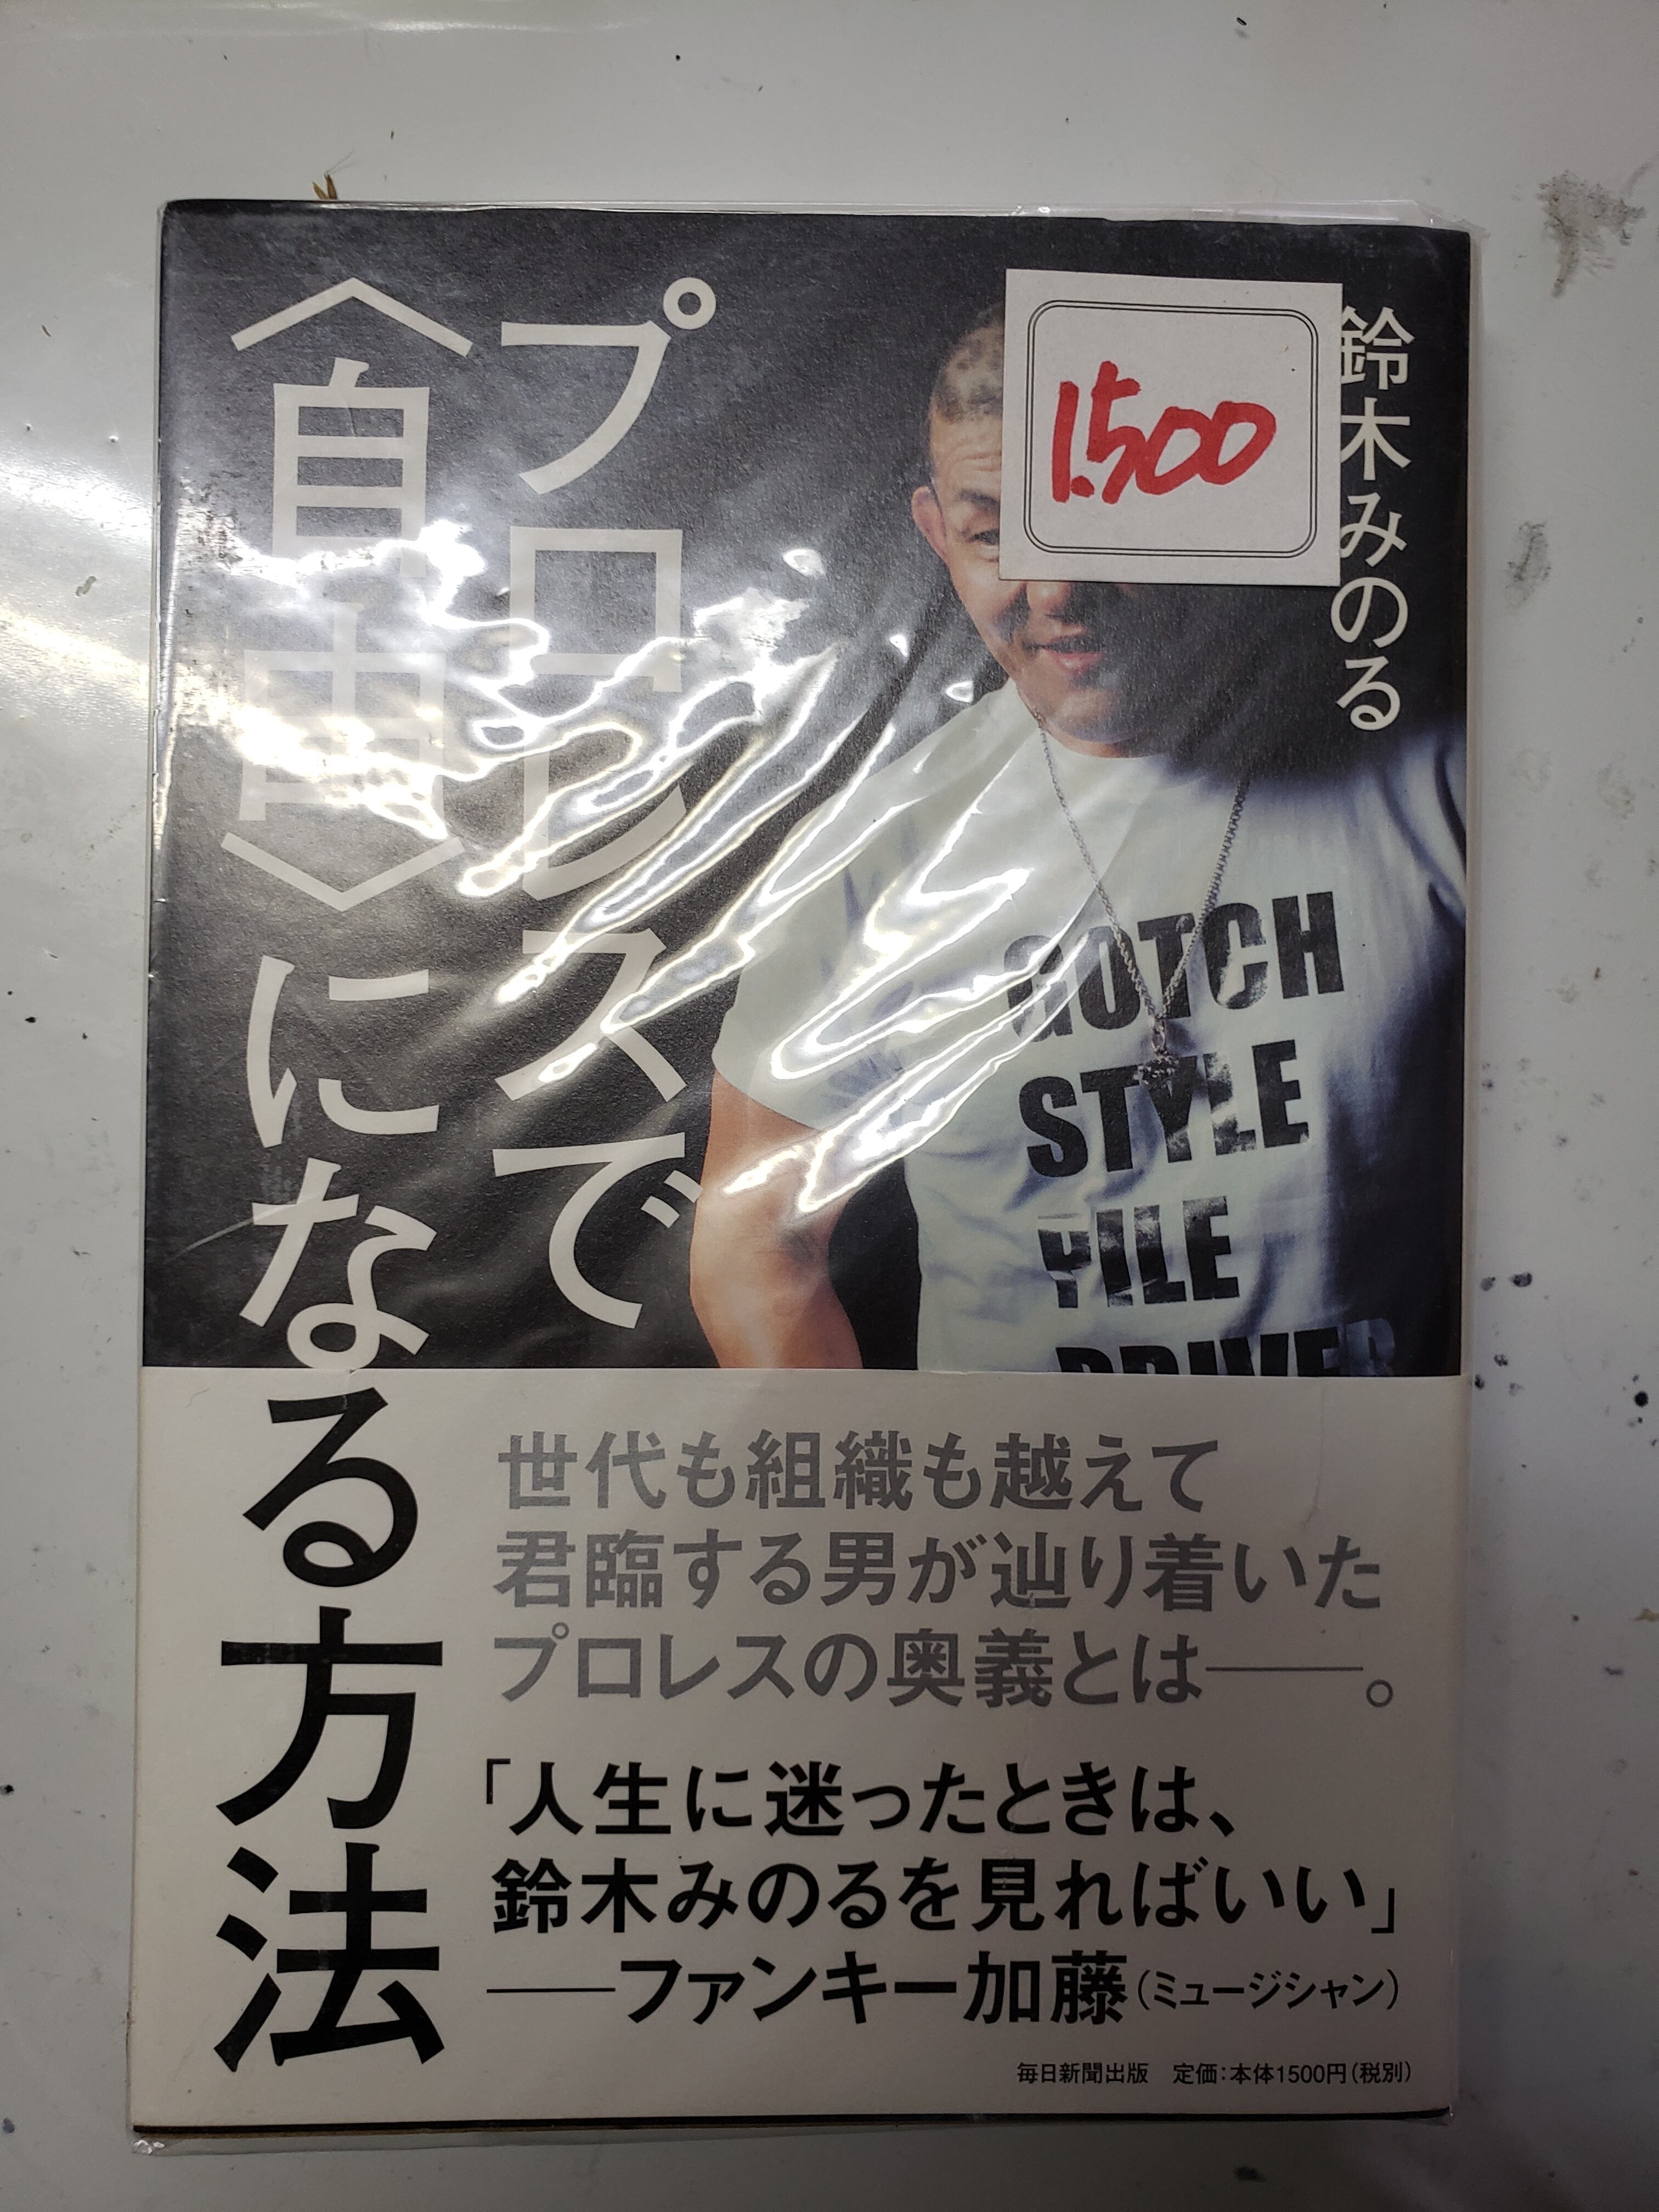 鈴木みのる
1.500
プロレスで
〈自由〉になる方法
GOTCH
STYLE
PILE
DRIVER
世代も組織も越えて
君臨する男が辿り着いた
プロレスの奥義とは——。
「人生に迷ったときは、
鈴木みのるを見ればいい」
——ファンキー加藤（ミュージシャン）
毎日新聞出版　定価：本体1500円（税別）